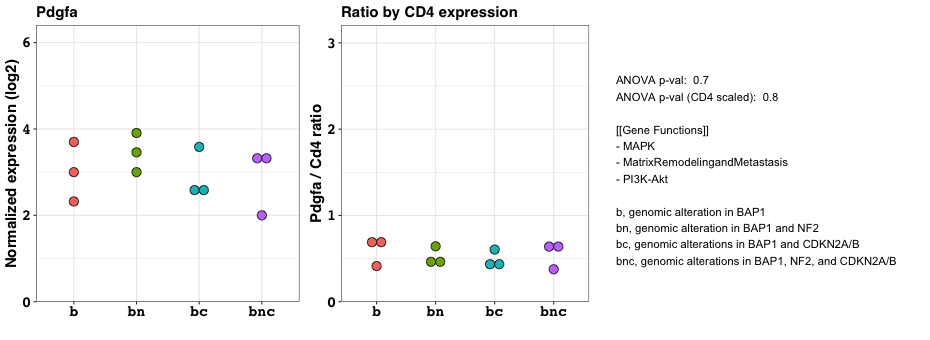 Pdgfa
Normalized expression (log2)
6
4
2
0
b bn bc bnc
Ratio by CD4 expression
Pdgfa / Cd4 ratio
3
2
1
0
b bn bc bnc
ANOVA p-val: 0.7
ANOVA p-val (CD4 scaled): 0.8
[[Gene Functions]]
- MAPK
- MatrixRemodelingandMetastasis
- PI3K-Akt
b, genomic alteration in BAP1
bn, genomic alteration in BAP1 and NF2
bc, genomic alterations in BAP1 and CDKN2A/B
bnc, genomic alterations in BAP1, NF2, and CDKN2A/B